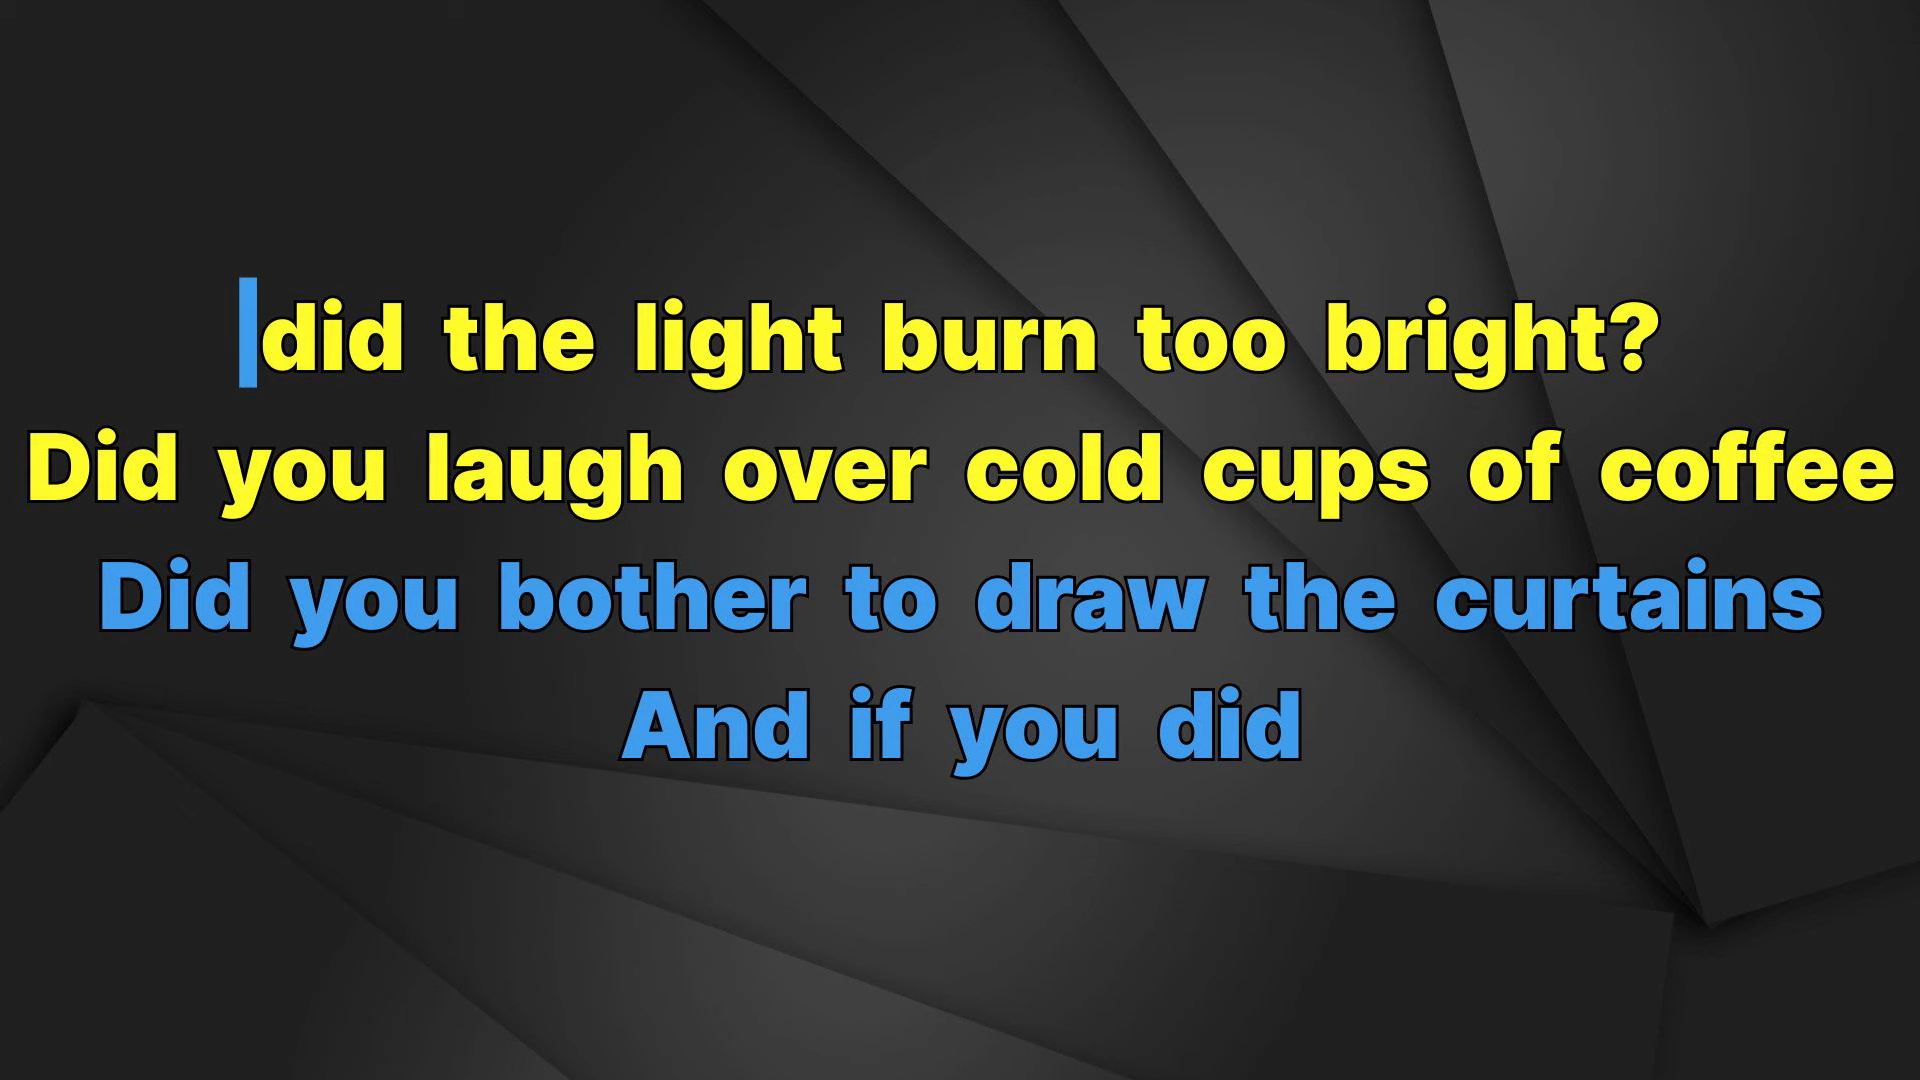 did the light burn too bright?
Did you laugh over cold cups of coffee
Did you bother to draw the curtains
And if you did